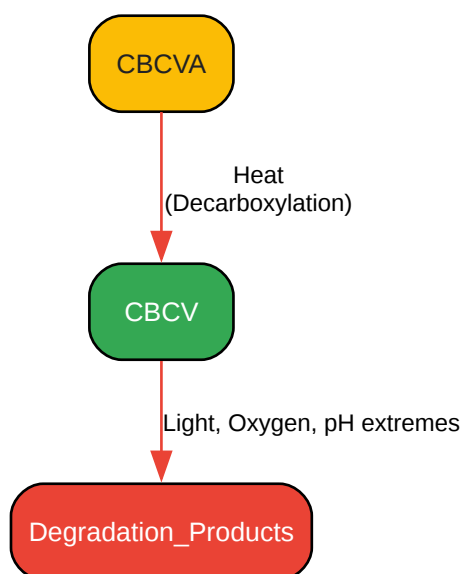 CBCVA
Heat
(Decarboxylation)
CBCV
Light, Oxygen, pH extremes
Degradation_Products